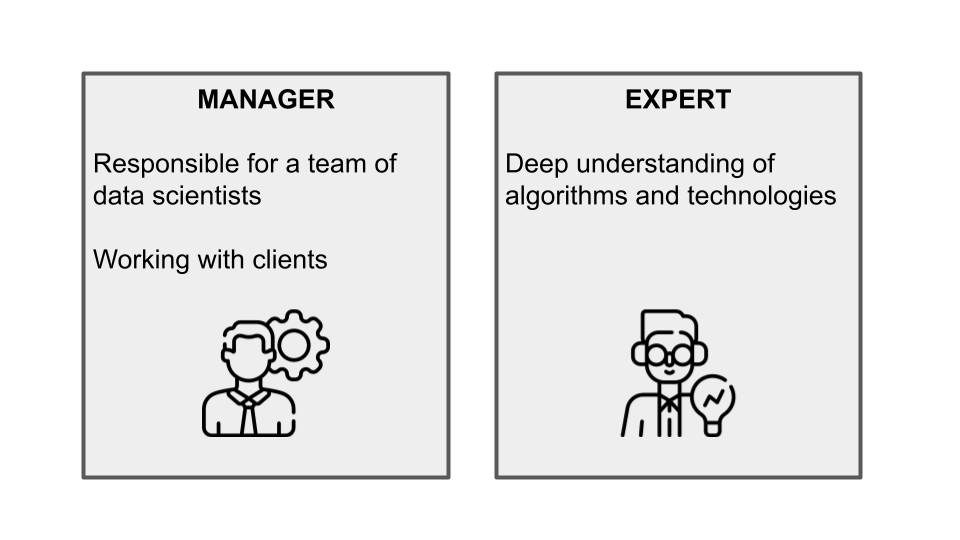 MANAGER
Responsible for a team of
data scientists
Working with clients
EXPERT
Deep understanding of
algorithms and technologies